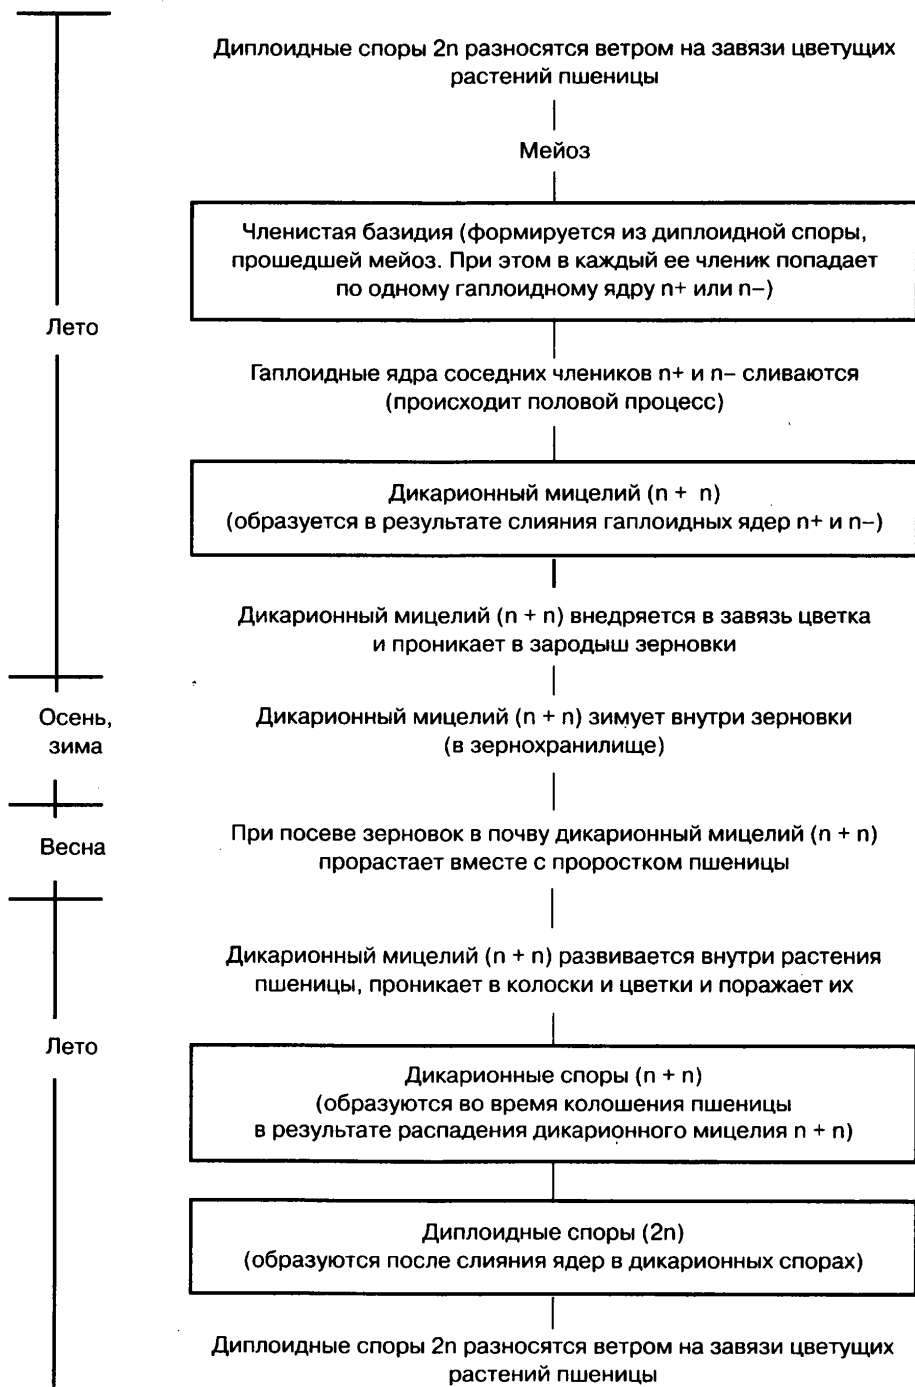 Диплоидные споры 2n разносятся ветром на завязи цветущих
растений пшеницы
Мейоз
Членистая базидия (формируется из диплоидной споры,
прошедшей мейоз. При этом в каждый ее членик попадает
по одному гаплоидному ядру n+ или n−)
Лето
Гаплоидные ядра соседних члеников n+ и n− сливаются
(происходит половой процесс)
Дикарионный мицелий (n + n)
(образуется в результате слияния гаплоидных ядер n+ и n−)
Дикарионный мицелий (n + n) внедряется в завязь цветка
и проникает в зародыш зерновки
Осень,
зима
Дикарионный мицелий (n + n) зимует внутри зерновки
(в зернохранилище)
Весна
При посеве зерновок в почву дикарионный мицелий (n + n)
прорастает вместе с проростком пшеницы
Дикарионный мицелий (n + n) развивается внутри растения
пшеницы, проникает в колоски и цветки и поражает их
Лето
Дикарионные споры (n + n)
(образуются во время колошения пшеницы
в результате распадения дикарионного мицелия n + n)
Диплоидные споры (2n)
(образуются после слияния ядер в дикарионных спорах)
Диплоидные споры 2n разносятся ветром на завязи цветущих
растений пшеницы